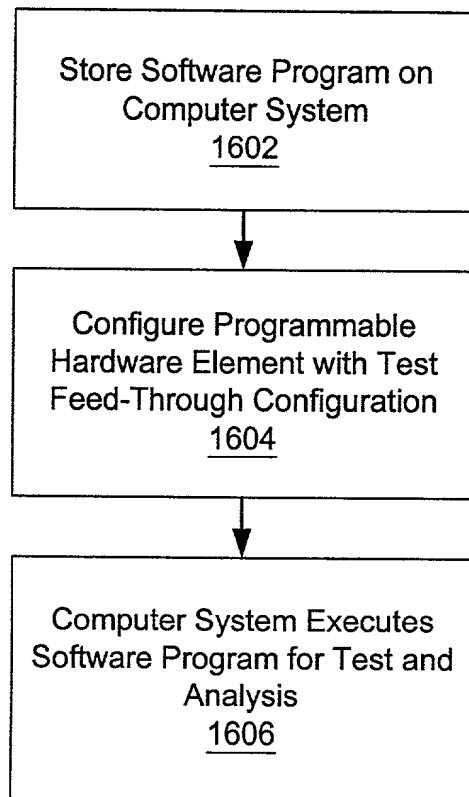 Store Software Program on
Computer System
1602
Configure Programmable
Hardware Element with Test
Feed-Through Configuration
1604
Computer System Executes
Software Program for Test and
Analysis
1606